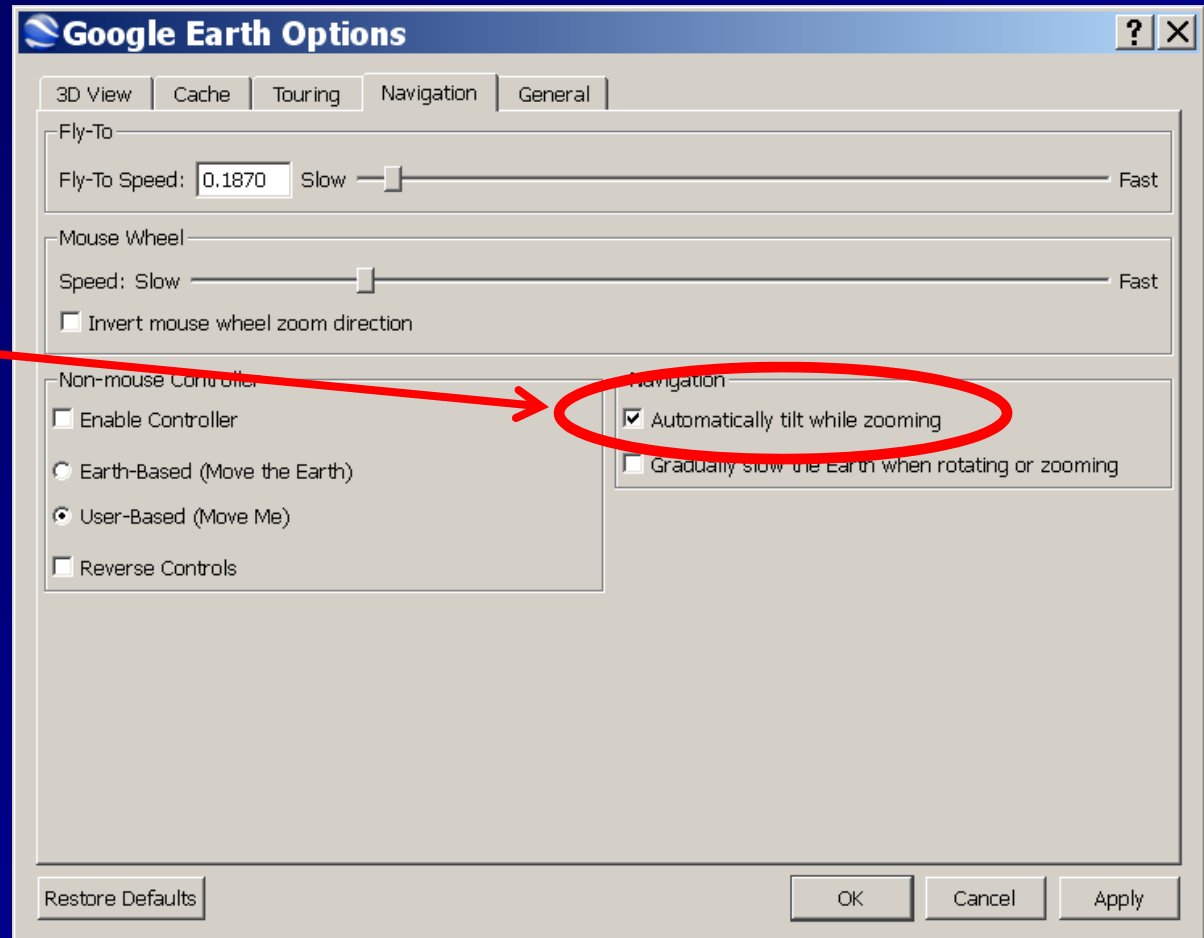 Google Earth Options
3D View Cache Touring Navigation General
Fly-To
Fly-To Speed: 0.1870 Slow Fast
Mouse Wheel
Speed: Slow Fast
Invert mouse wheel zoom direction
Non-mouse Controller
Enable Controller
Earth-Based (Move the Earth)
User-Based (Move Me)
Reverse Controls
Navigation
Automatically tilt while zooming
Gradually slow the Earth when rotating or zooming
Restore Defaults OK Cancel Apply